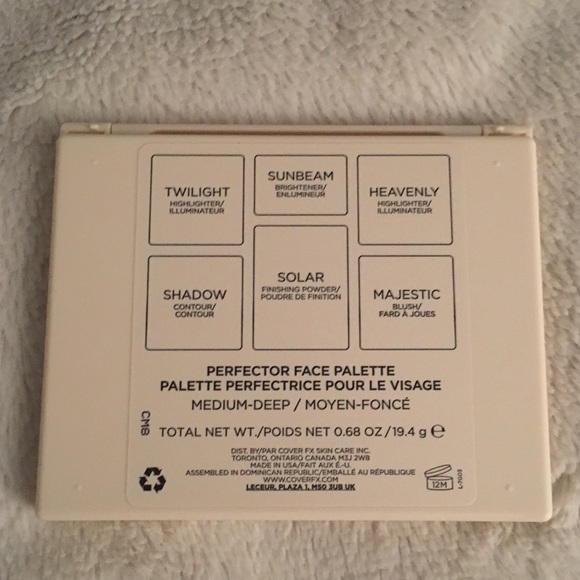 TWILIGHT
HIGHLIGHTER/
ILLUMINATEUR
SUNBEAM
BRIGHTENER/
ENLUMINEUR
HEAVENLY
HIGHLIGHTER/
ILLUMINATEUR
SHADOW
CONTOUR/
CONTOUR
SOLAR
FINISHING POWDER/
POUDRE DE FINITION
MAJESTIC
BLUSH/
FARD À JOUES
PERFECTOR FACE PALETTE
PALETTE PERFECTRICE POUR LE VISAGE
MEDIUM-DEEP / MOYEN-FONCÉ
CM8
TOTAL NET WT./POIDS NET 0.68 OZ / 19.4 g ℮
DIST. BY/PAR COVER FX SKIN CARE INC.
TORONTO, ONTARIO CANADA M3J 2W8
MADE IN USA/FAIT AUX É.-U.
ASSEMBLED IN DOMINICAN REPUBLIC/EMBALLÉ AU RÉPUBLIQUE
WWW.COVERFX.COM
LECEUR, PLAZA 1, M50 3UB UK
12M